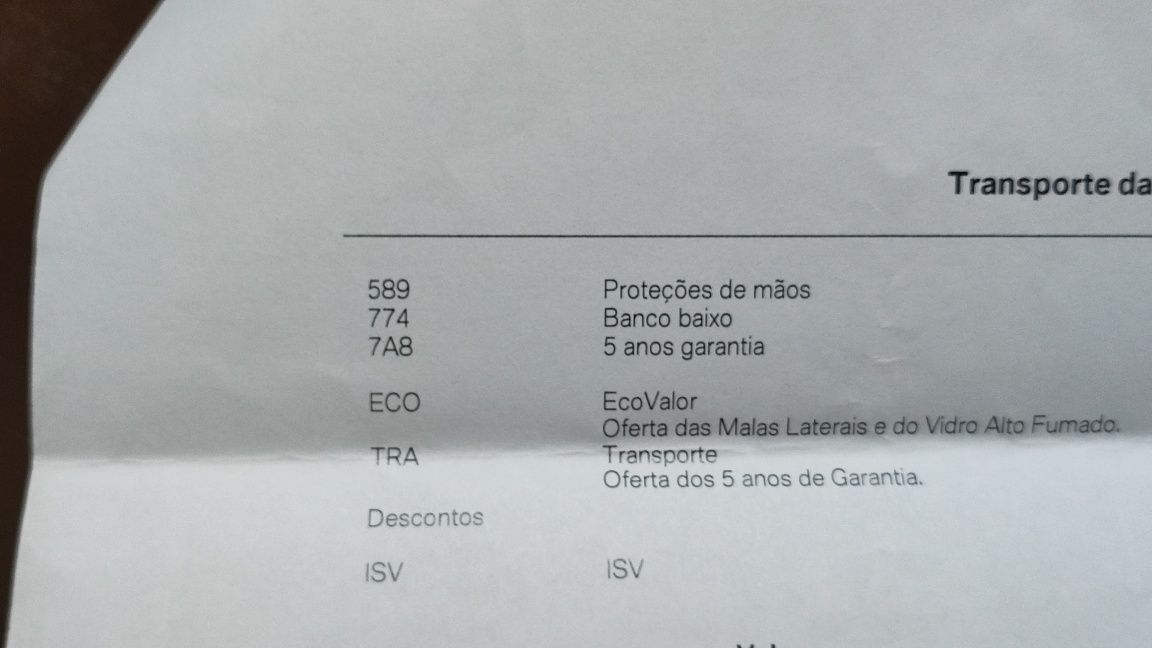 Transporte da
589 Proteções de mãos
774 Banco baixo
7A8 5 anos garantia
ECO EcoValor
Oferta das Malas Laterais e do Vidro Alto Fumado.
TRA Transporte
Oferta dos 5 anos de Garantia.
Descontos
ISV ISV